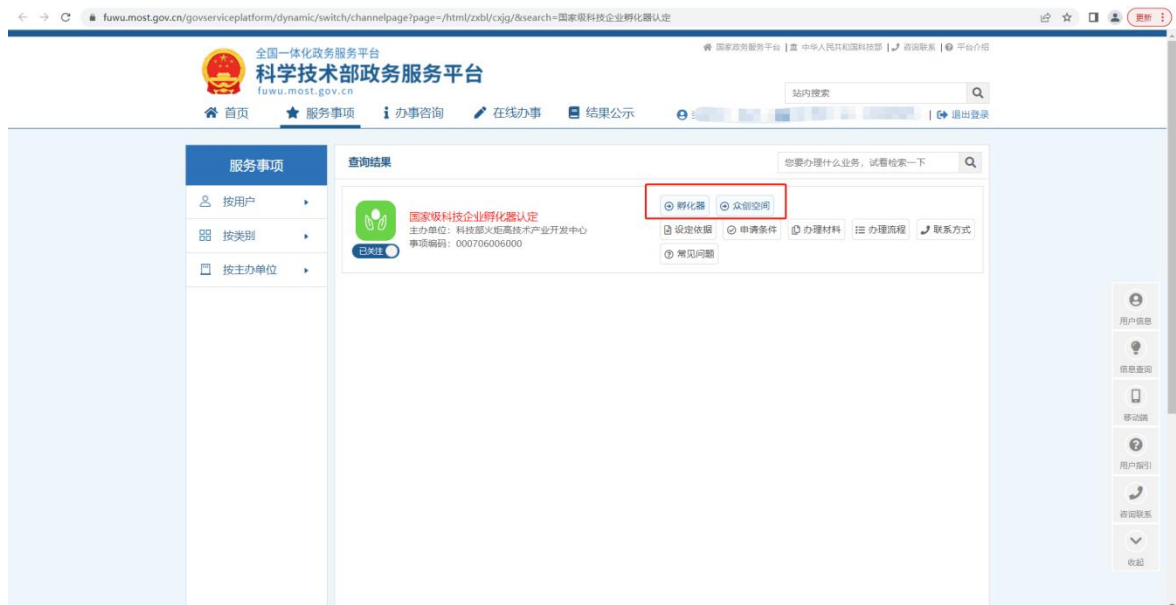 fuwu.most.gov.cn/govserviceplatform/dynamic/switch/channelpage?page=/html/zxbl/cxjg/&search=国家级科技企业孵化器认定
更新
全国一体化政务服务平台
科学技术部政务服务平台
fuwu.most.gov.cn
国家政务服务平台 | 中华人民共和国科技部 | 咨询联系 | 平台介绍
站内搜索
首页 服务事项 办事咨询 在线办事 结果公示 | 退出登录
服务事项
按用户
按类别
按主办单位
查询结果
您要办理什么业务，试着检索一下
国家级科技企业孵化器认定
主办单位：科技部火炬高技术产业开发中心
事项编码：000706006000
已关注
孵化器 众创空间
设定依据 申请条件 办理材料 办理流程 联系方式
常见问题
用户信息
信息查询
移动端
用户指引
咨询联系
收起